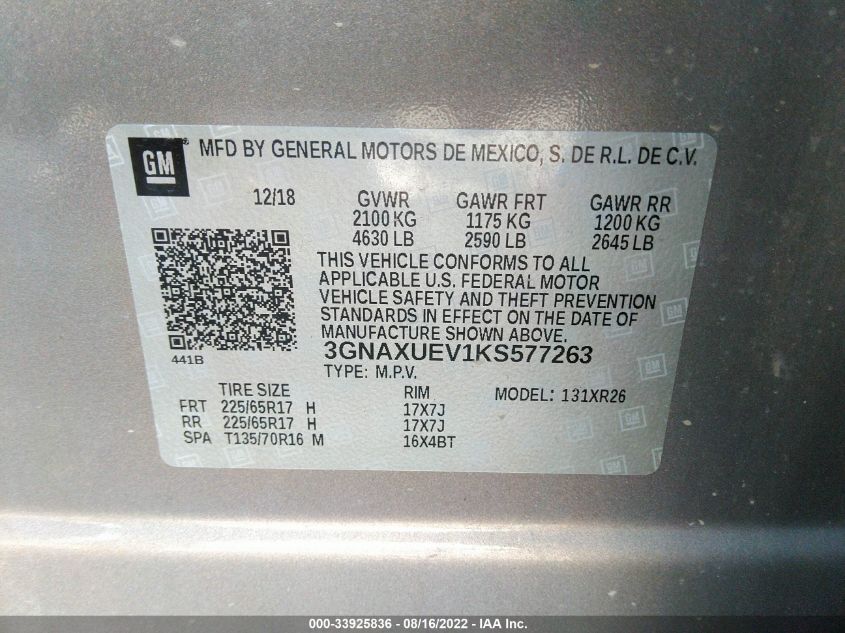 GM ® MFD BY GENERAL MOTORS DE MEXICO, S. DE R.L. DE C.V.
12/18 GVWR GAWR FRT GAWR RR
2100 KG 1175 KG 1200 KG
4630 LB 2590 LB 2645 LB
THIS VEHICLE CONFORMS TO ALL
APPLICABLE U.S. FEDERAL MOTOR
VEHICLE SAFETY AND THEFT PREVENTION
STANDARDS IN EFFECT ON THE DATE OF
MANUFACTURE SHOWN ABOVE.
441B 3GNAXUEV1KS577263
TYPE: M.P.V.
TIRE SIZE RIM MODEL: 131XR26
FRT 225/65R17 H 17X7J
RR 225/65R17 H 17X7J
SPA T135/70R16 M 16X4BT
000-33925836 - 08/16/2022 - IAA Inc.